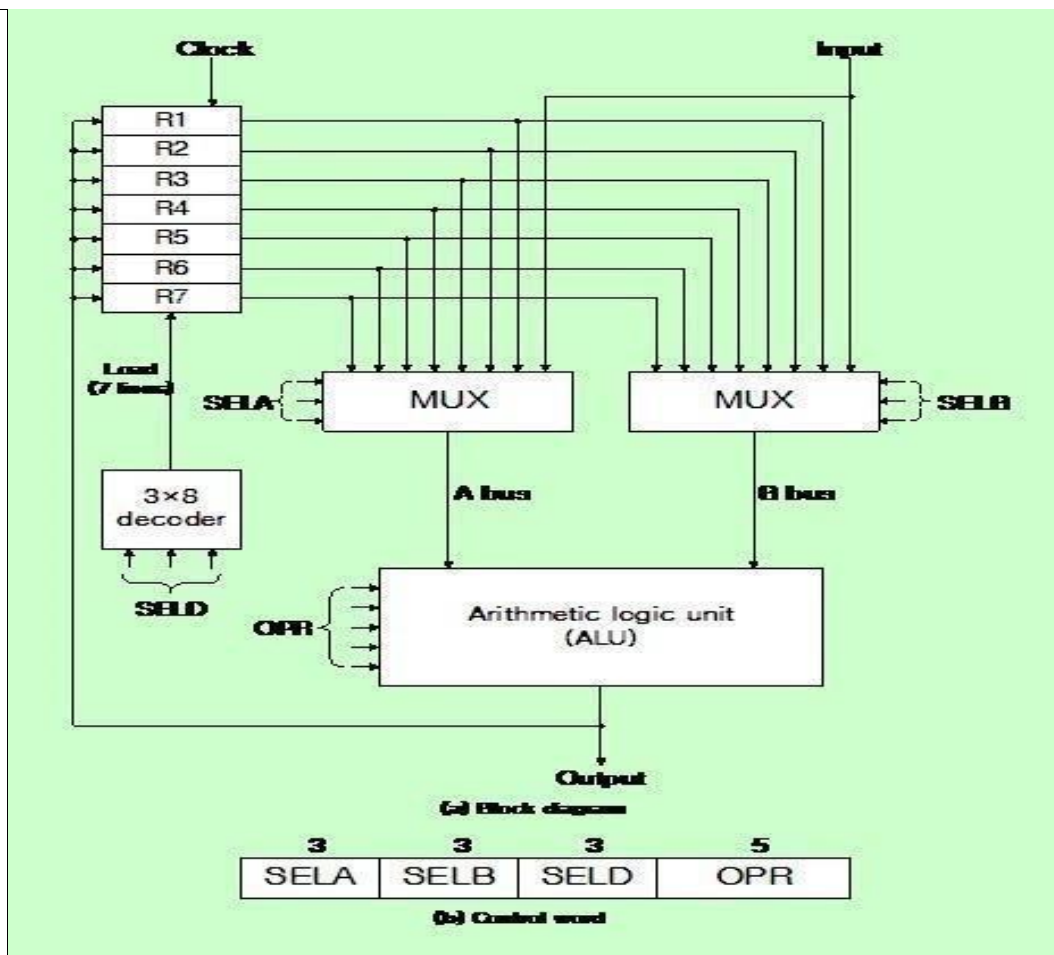 Clock
Input
R1
R2
R3
R4
R5
R6
R7
Load
(7 lines)
SELA
MUX
MUX
SELB
A bus
B bus
3×8
decoder
SELD
OPR
Arithmetic logic unit
(ALU)
Output
(a) Block diagram
3 3 3 5
SELA SELB SELD OPR
(b) Control word